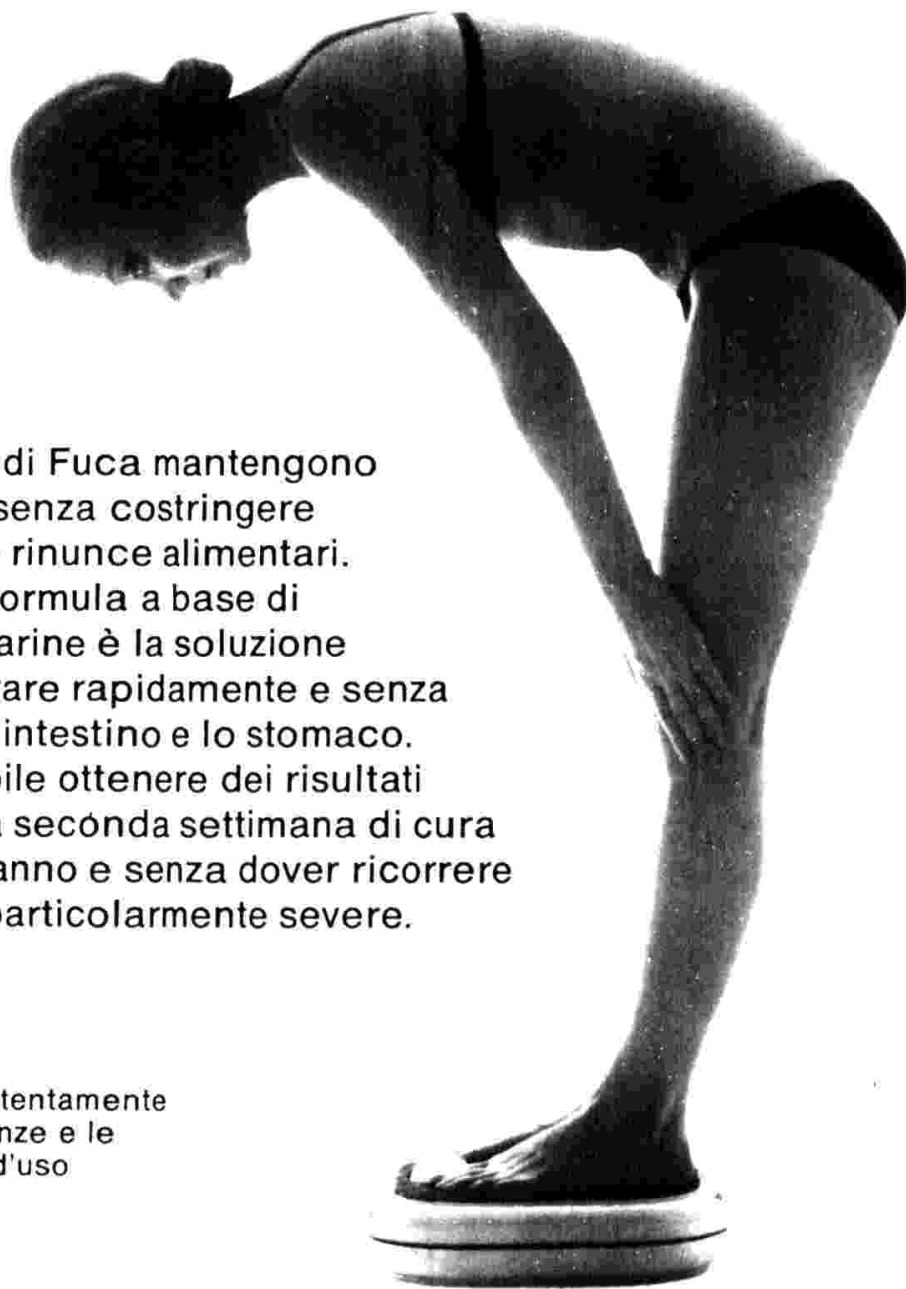 di Fuca mantengono
senza costringere
rinunce alimentari.
ormula a base di
arine è la soluzione
are rapidamente e senza
intestino e lo stomaco.
ile ottenere dei risultati
seconda settimana di cura
anno e senza dover ricorrere
particolarmente severe.
tentamente
nze e le
d'uso